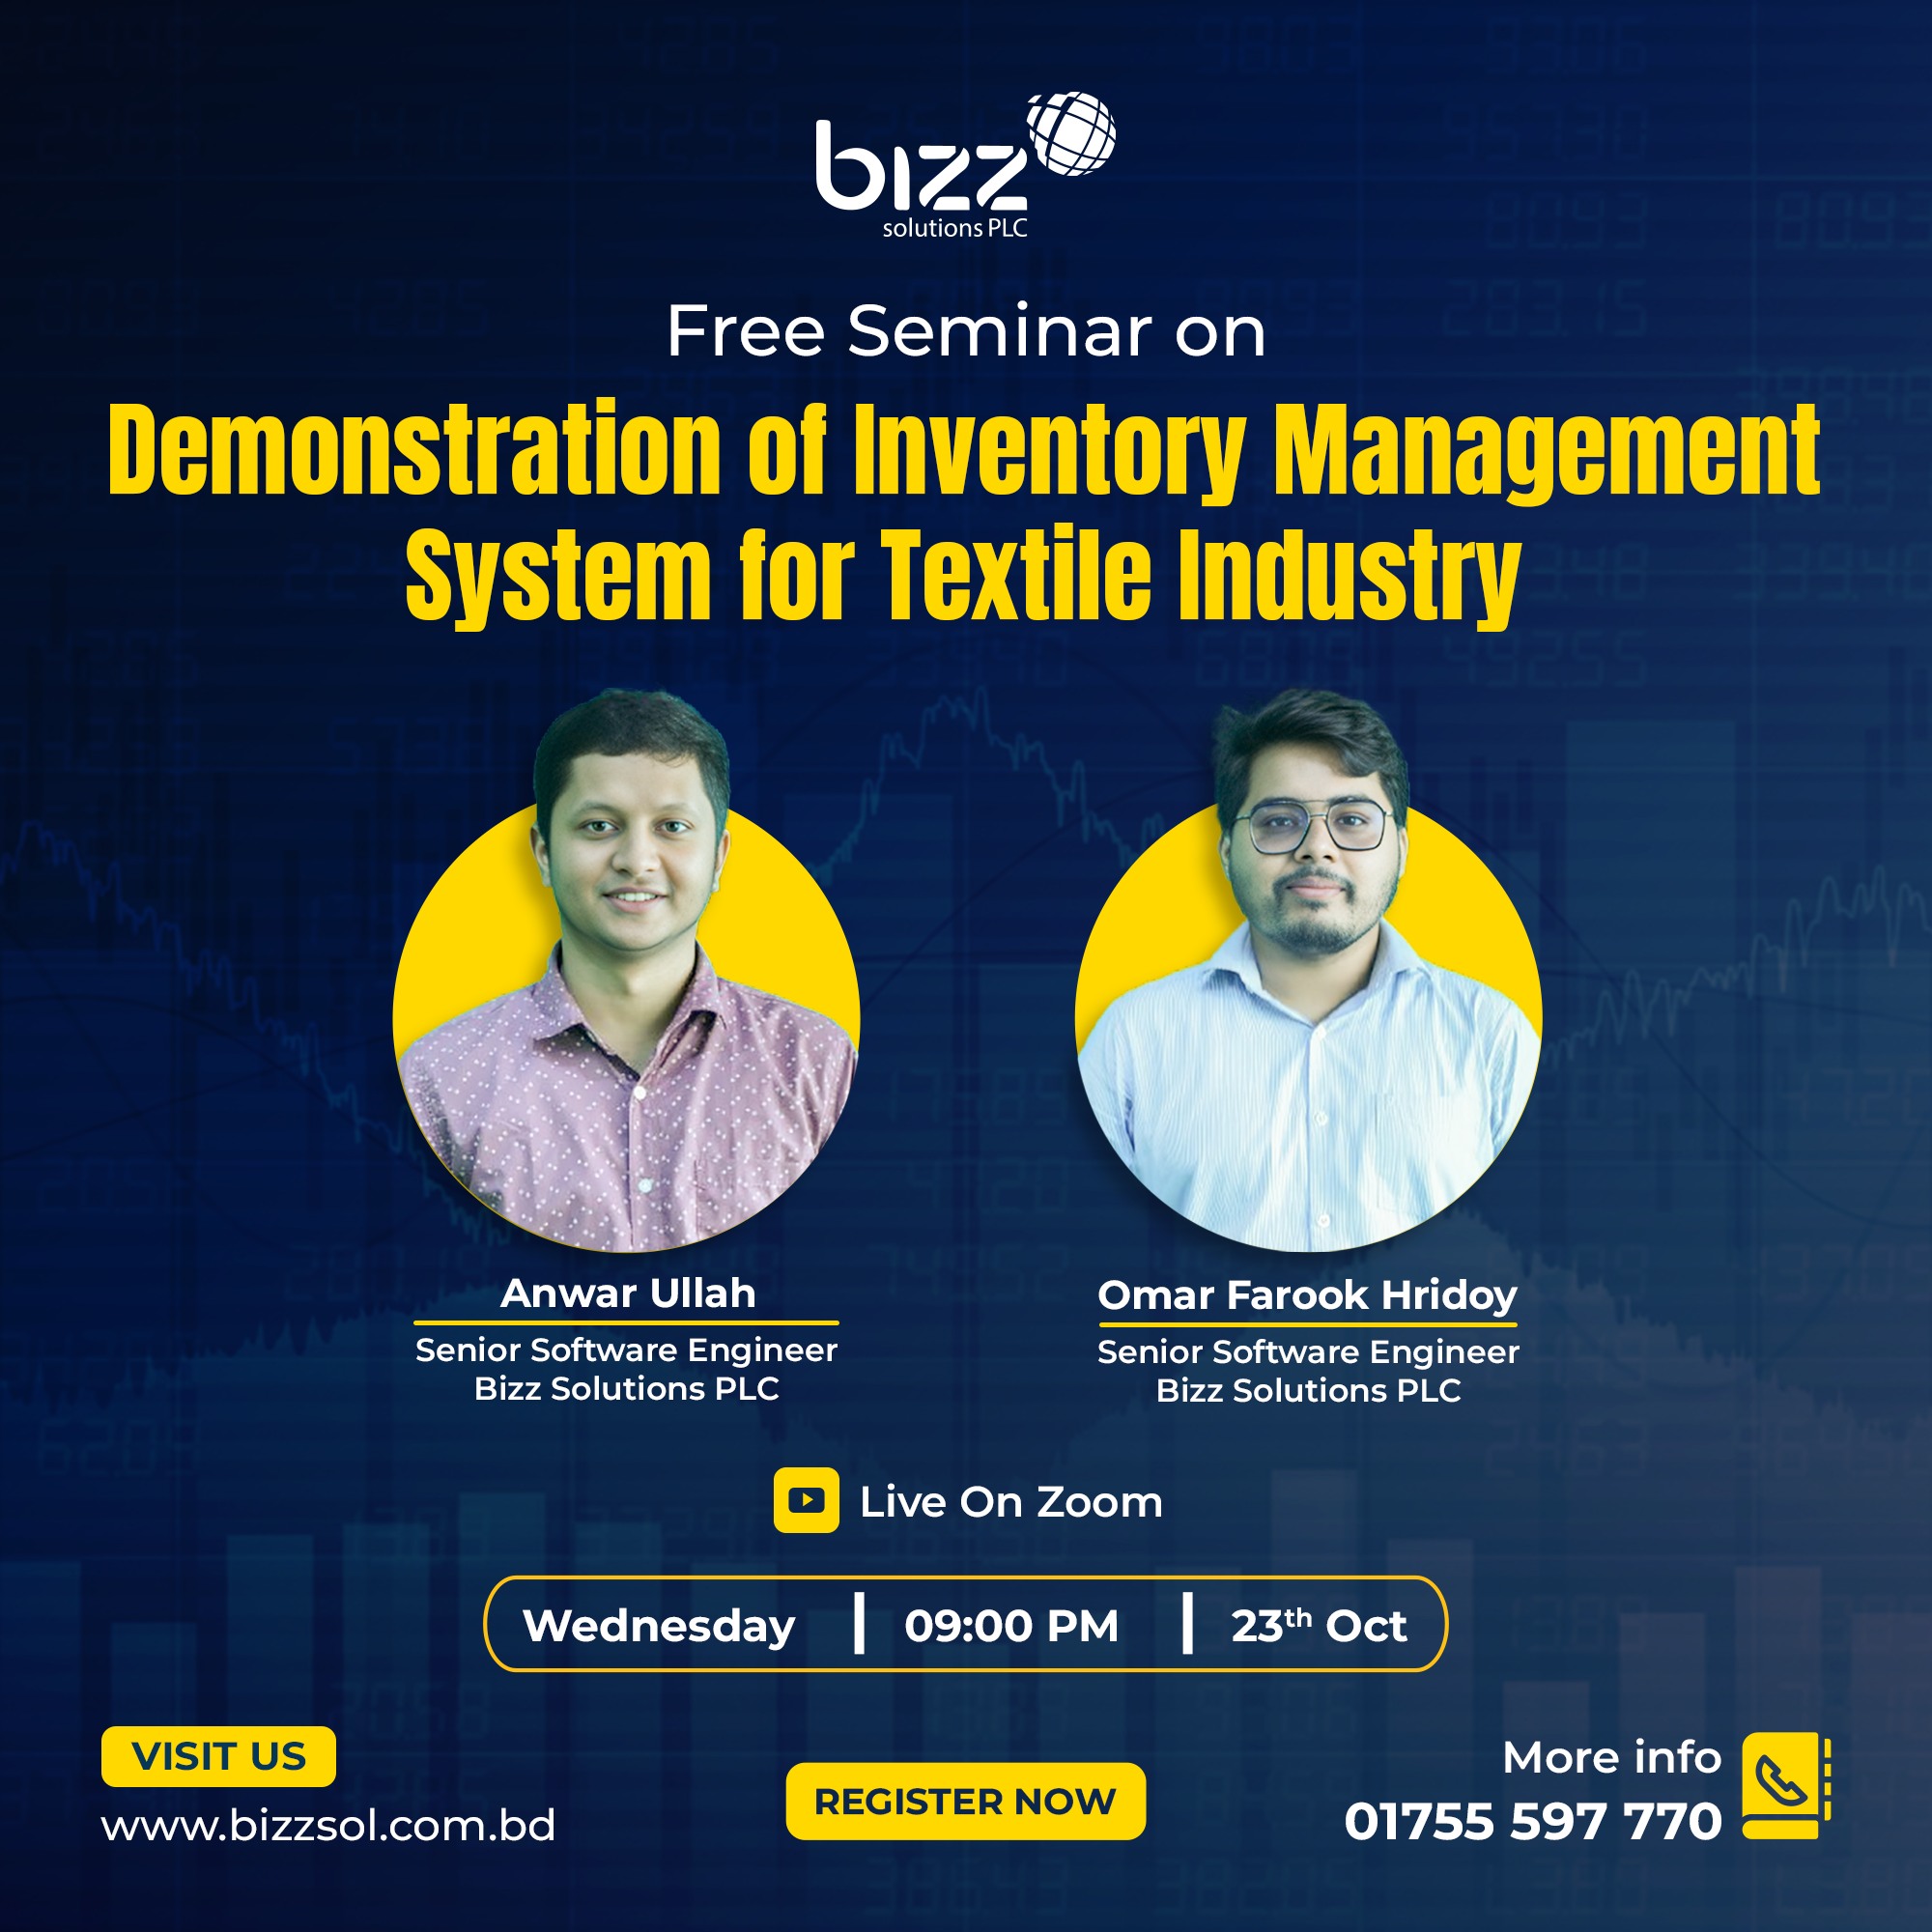 bizz
solutions PLC
Free Seminar on
Demonstration of Inventory Management
System for Textile Industry
Anwar Ullah
Senior Software Engineer
Bizz Solutions PLC
Omar Farook Hridoy
Senior Software Engineer
Bizz Solutions PLC
Live On Zoom
Wednesday | 09:00 PM | 23th Oct
VISIT US
www.bizzsol.com.bd
REGISTER NOW
More info
01755 597 770